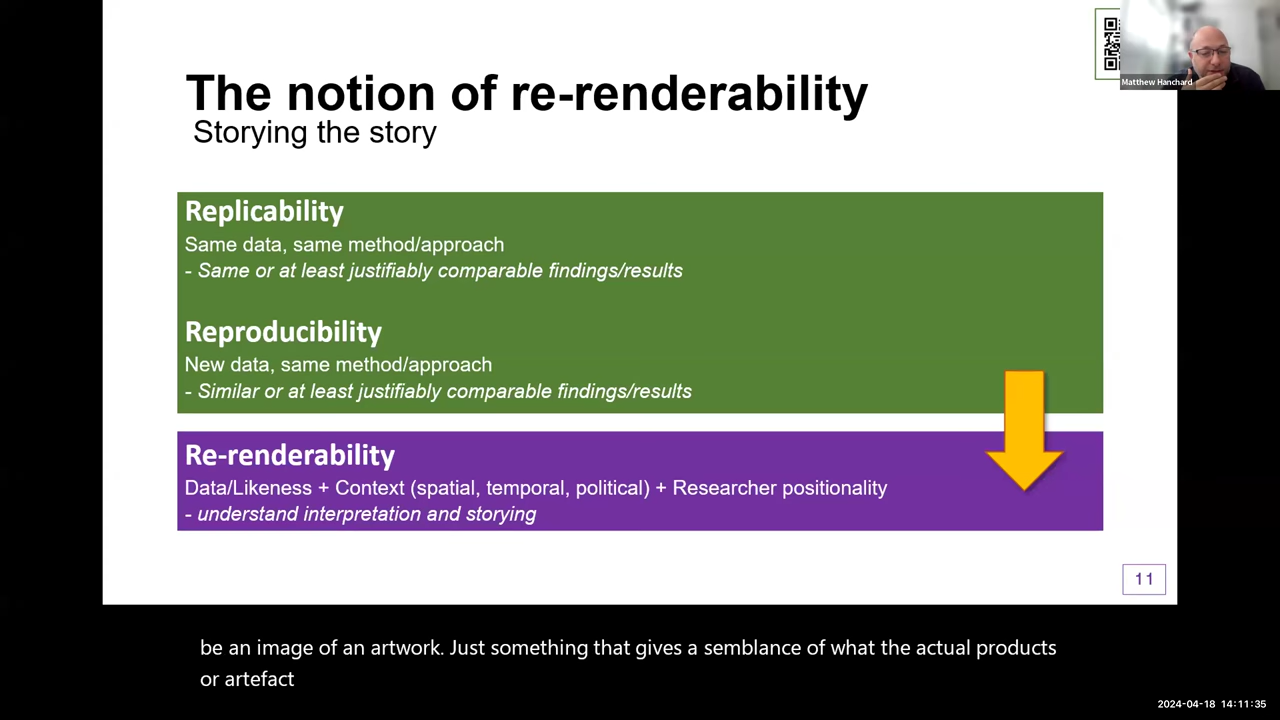 The notion of re-renderability
Storying the story
Matthew Hanchard
Replicability
Same data, same method/approach
- Same or at least justifiably comparable findings/results
Reproducibility
New data, same method/approach
- Similar or at least justifiably comparable findings/results
Re-renderability
Data/Likeness + Context (spatial, temporal, political) + Researcher positionality
- understand interpretation and storying
11
be an image of an artwork. Just something that gives a semblance of what the actual products
or artefact
2024-04-18 14:11:35